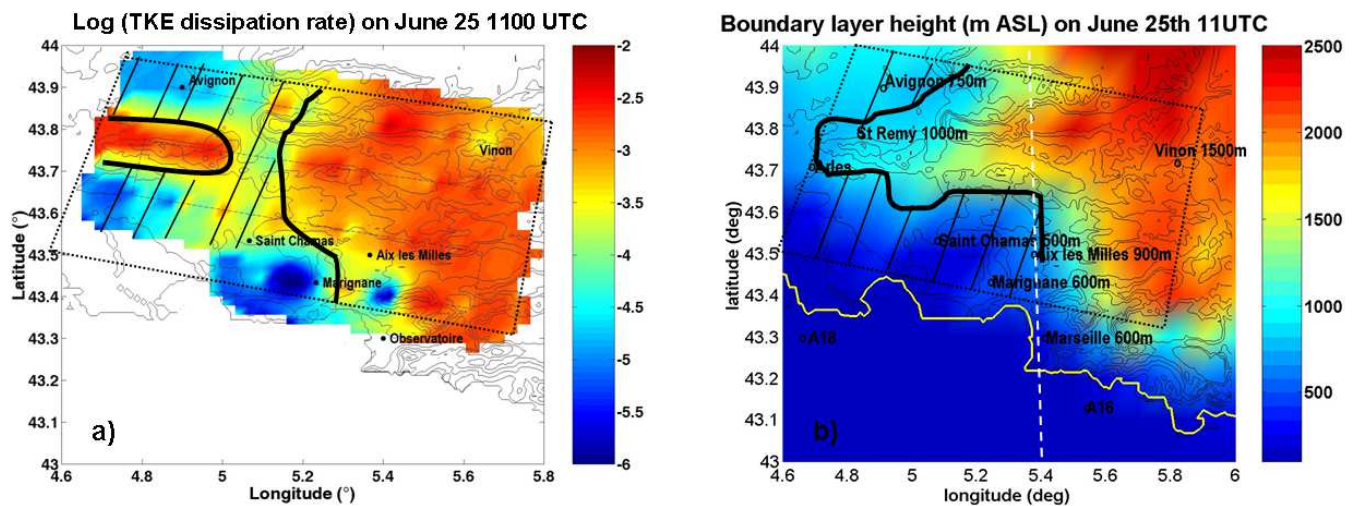 Log (TKE dissipation rate) on June 25 1100 UTC
44
43.9
43.8
43.7
43.6
43.5
43.4
43.3
43.2
43.1
43
Latitude (°)
4.6
4.8
5
5.2
5.4
5.6
5.8
Longitude (°)
Avignon
Vinon
Saint Chamas
Aix les Milles
Marignane
Observatoire
a)
-2
-2.5
-3
-3.5
-4
-4.5
-5
-5.5
-6
Boundary layer height (m ASL) on June 25th 11UTC
44
43.9
43.8
43.7
43.6
43.5
43.4
43.3
43.2
43.1
43
latitude (deg)
4.6
4.8
5
5.2
5.4
5.6
5.8
6
longitude (deg)
Avignon 750m
St Remy 1000m
Vinon 1500m
Arles
Saint Chamas 500m
Aix les Milles 900m
Marignane 600m
A18
Marseille 600m
A16
b)
2500
2000
1500
1000
500